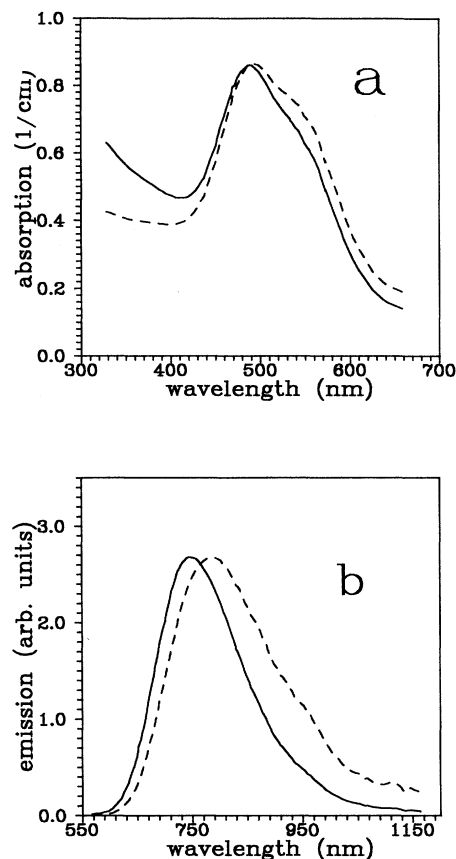 1.0
0.8
0.6
0.4
0.2
0.0
absorption (1/cm)
a
300 400 500 600 700
wavelength (nm)
3.0
2.0
1.0
0.0
emission (arb. units)
b
550 750 950 1150
wavelength (nm)